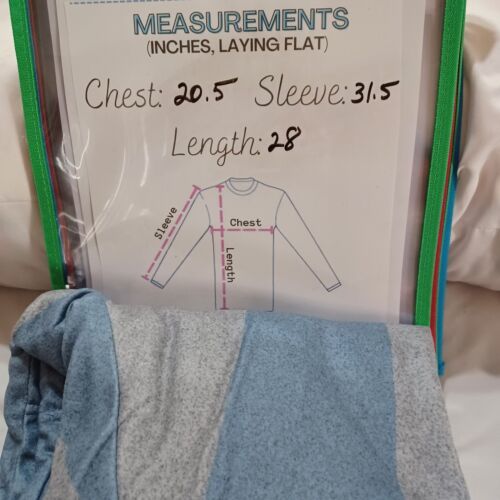 MEASUREMENTS
(INCHES, LAYING FLAT)
Chest: 20.5 Sleeve: 31.5
Length: 28
Sleeve
Chest
Length